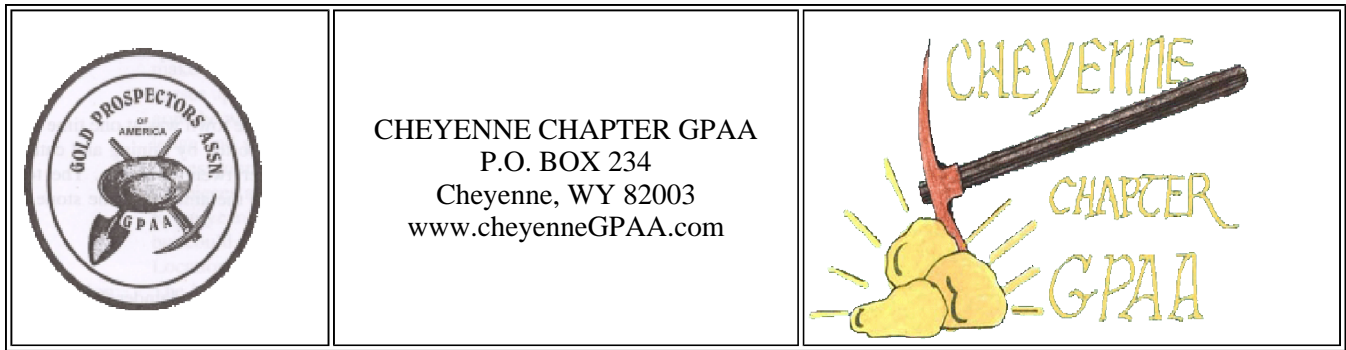 GOLD PROSPECTORS ASSN.
OF
AMERICA
GPAA
CHEYENNE CHAPTER GPAA
P.O. BOX 234
Cheyenne, WY 82003
www.cheyenneGPAA.com
CHEYENNE
CHAPTER
GPAA